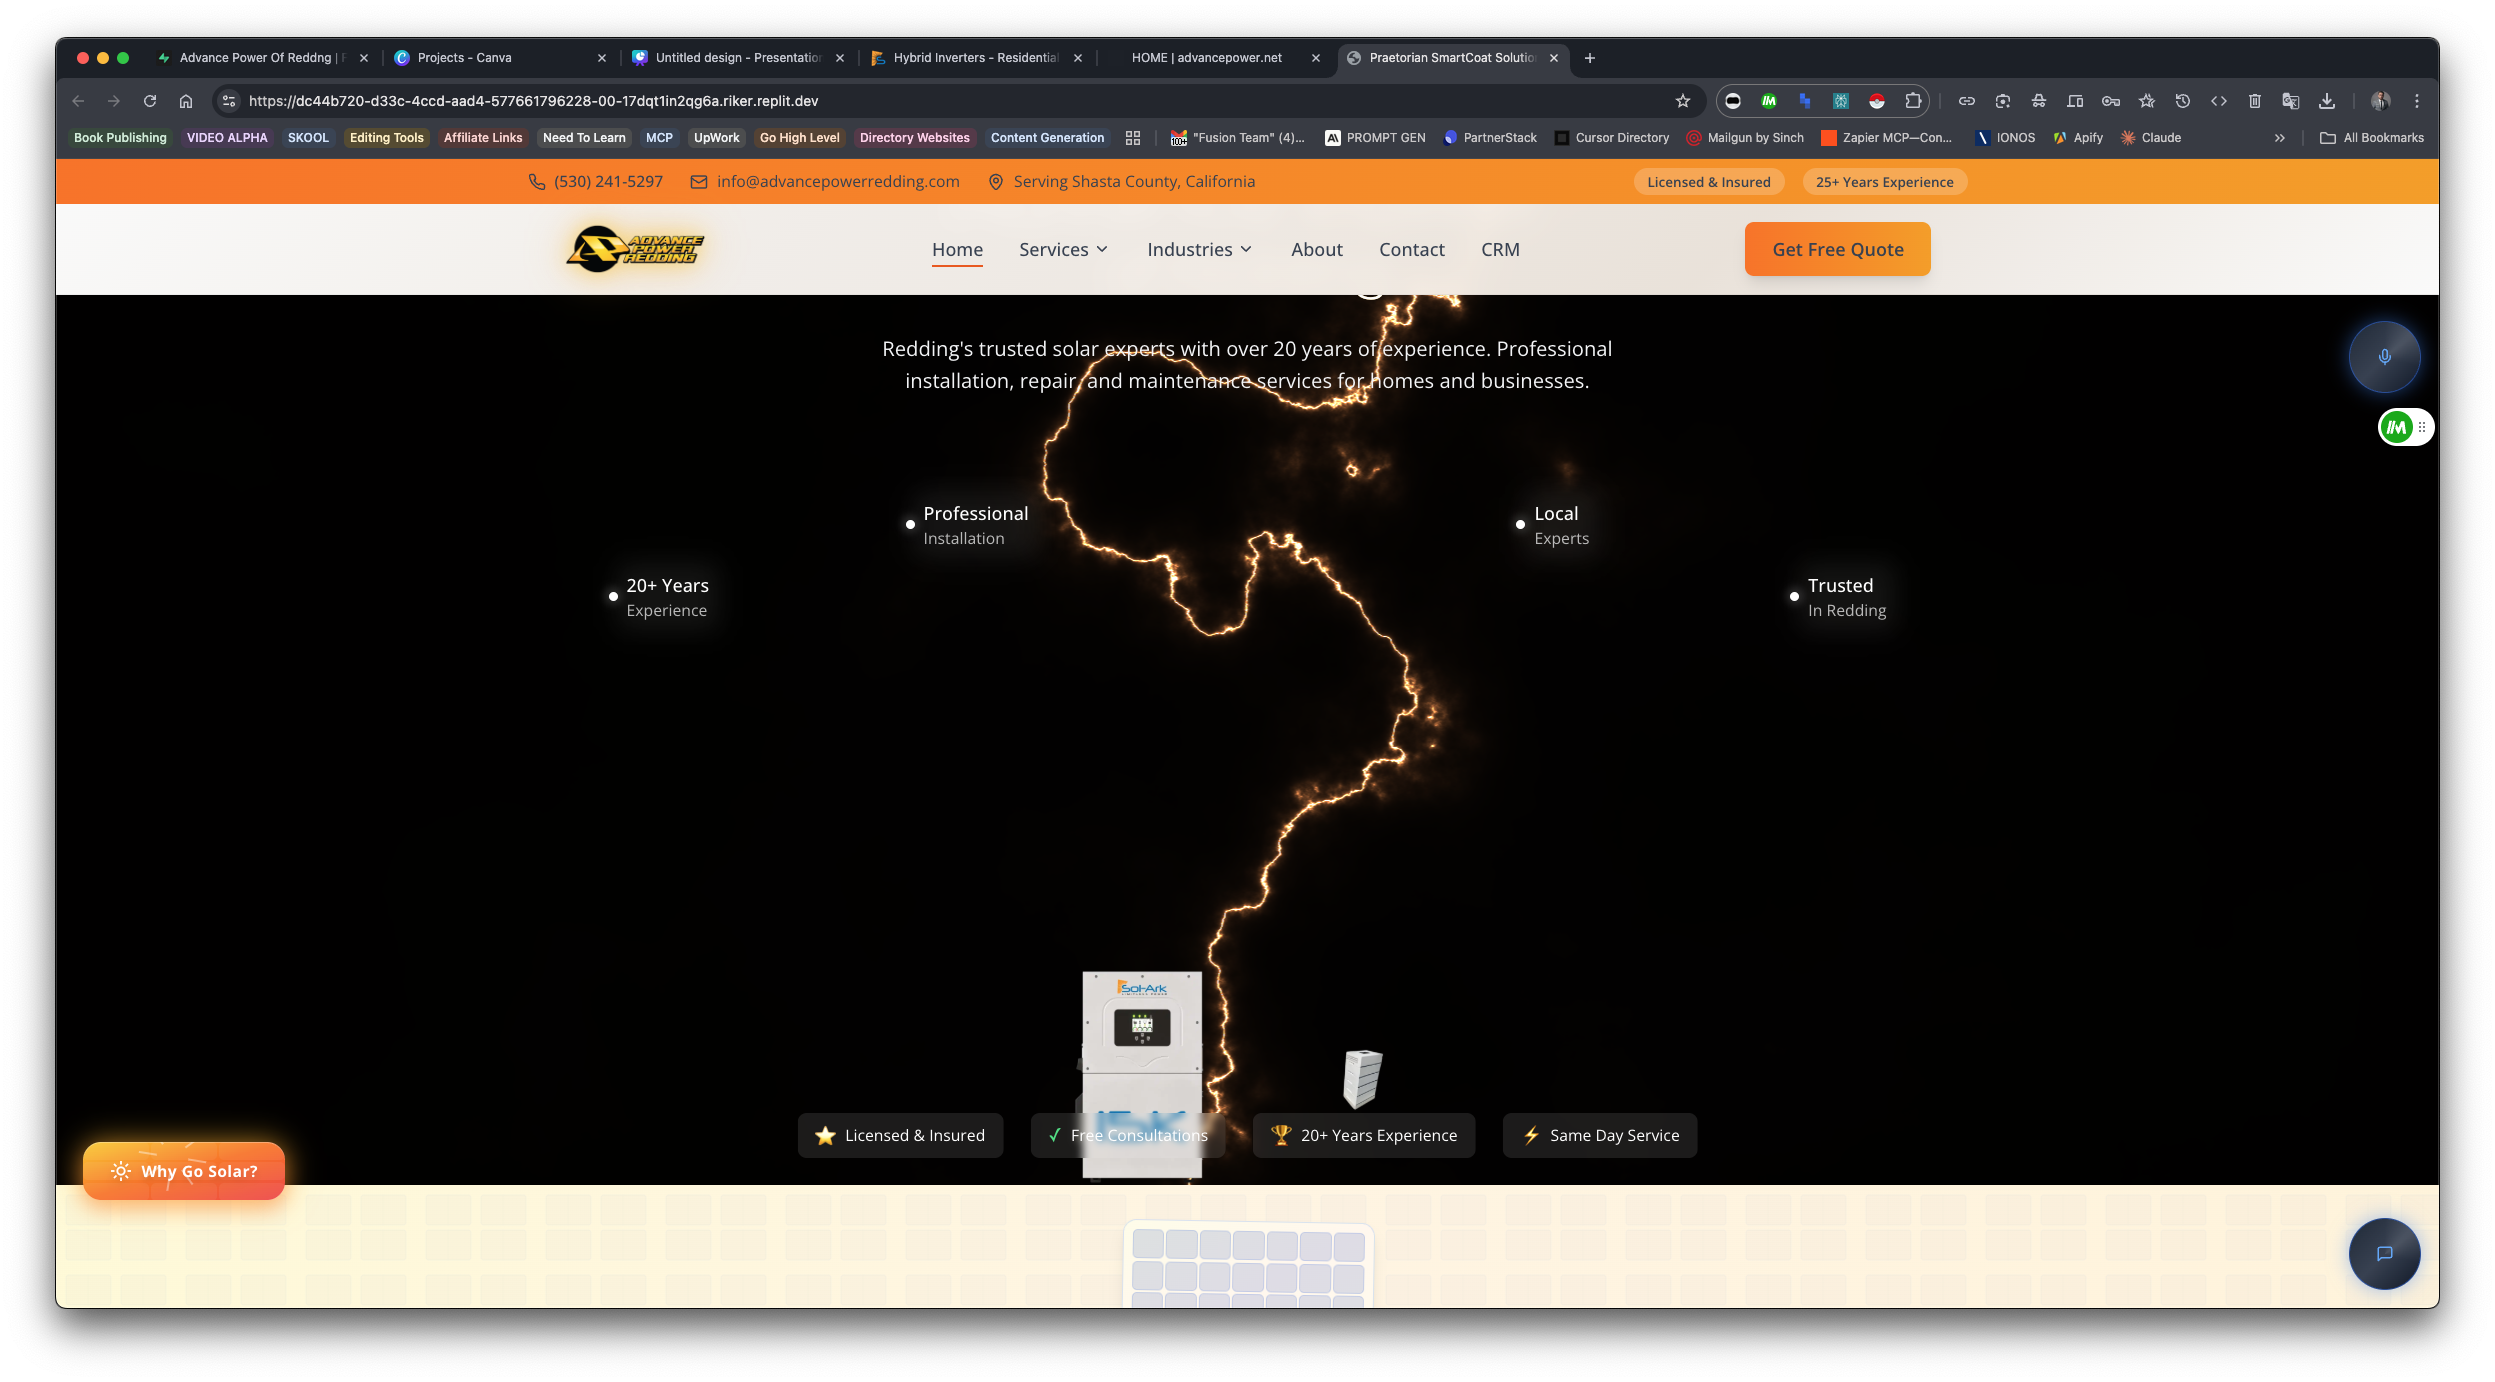 Advance Power Of Reddng | F
Projects - Canva
Untitled design - Presentation
Hybrid Inverters - Residential
HOME | advancepower.net
Praetorian SmartCoat Solutio
https://dc44b720-d33c-4ccd-aad4-577661796228-00-17dqt1in2qg6a.riker.replit.dev
Book Publishing
VIDEO ALPHA
SKOOL
Editing Tools
Affiliate Links
Need To Learn
MCP
UpWork
Go High Level
Directory Websites
Content Generation
"Fusion Team" (4)...
PROMPT GEN
PartnerStack
Cursor Directory
Mailgun by Sinch
Zapier MCP—Con...
IONOS
Apify
Claude
All Bookmarks
(530) 241-5297
info@advancepowerredding.com
Serving Shasta County, California
Licensed & Insured
25+ Years Experience
ADVANCE
POWER
REDDING
Home
Services
Industries
About
Contact
CRM
Get Free Quote
Redding's trusted solar experts with over 20 years of experience. Professional
installation, repair, and maintenance services for homes and businesses.
Professional
Installation
Local
Experts
20+ Years
Experience
Trusted
In Redding
Sol-Ark
Licensed & Insured
Free Consultations
20+ Years Experience
Same Day Service
Why Go Solar?